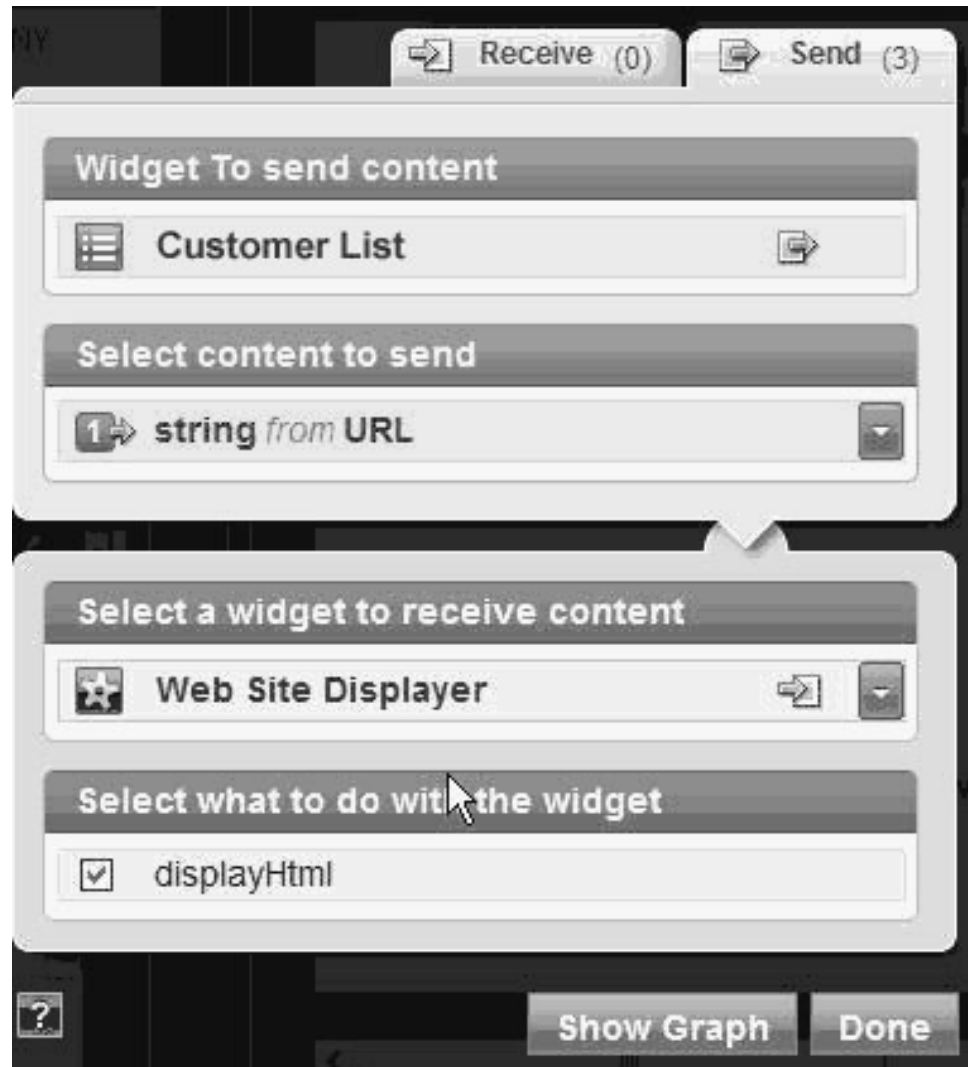 NY
Receive (0)
Send (3)
Widget To send content
Customer List
Select content to send
1 string from URL
Select a widget to receive content
Web Site Displayer
Select what to do with the widget
displayHtml
?
Show Graph
Done